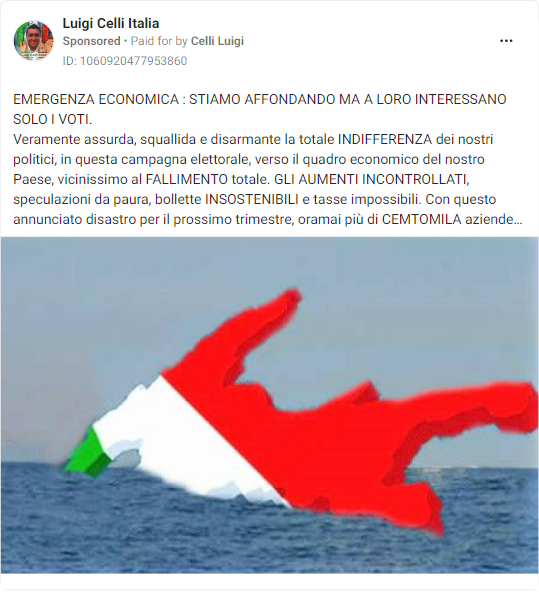 Luigi Celli Italia
Sponsored • Paid for by Celli Luigi
ID: 1060920477953860
EMERGENZA ECONOMICA : STIAMO AFFONDANDO MA A LORO INTERESSANO
SOLO I VOTI.
Veramente assurda, squallida e disarmante la totale INDIFFERENZA dei nostri
politici, in questa campagna elettorale, verso il quadro economico del nostro
Paese, vicinissimo al FALLIMENTO totale. GLI AUMENTI INCONTROLLATI,
speculazioni da paura, bollette INSOSTENIBILI e tasse impossibili. Con questo
annunciato disastro per il prossimo trimestre, oramai più di CEMTOMILA aziende...